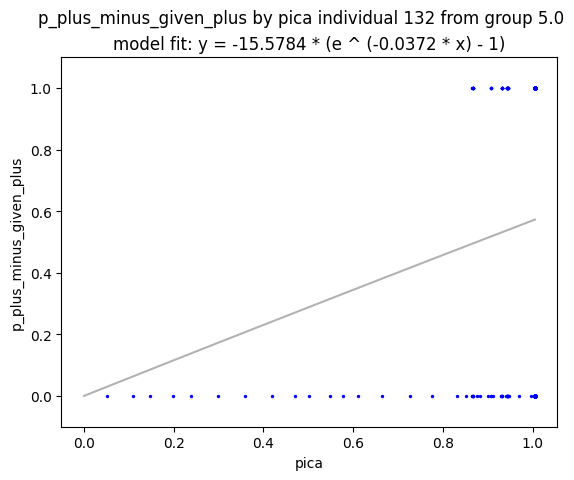 p_plus_minus_given_plus by pica individual 132 from group 5.0
model fit: y = -15.5784 * (e ^ (-0.0372 * x) - 1)
1.0
0.8
0.6
0.4
0.2
0.0
p_plus_minus_given_plus
0.0 0.2 0.4 0.6 0.8 1.0
pica